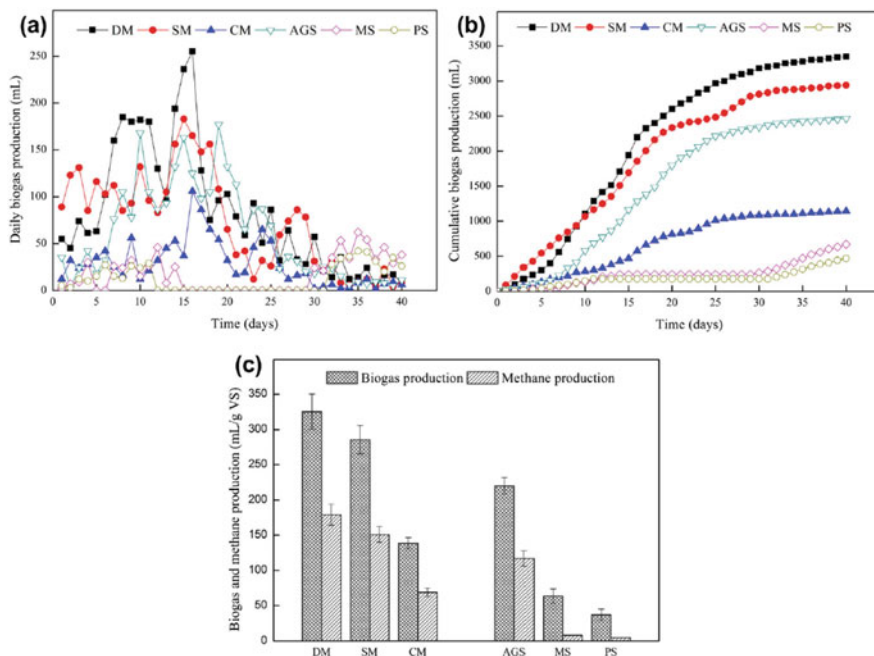 (a)
DM SM CM AGS MS PS
250
200
150
100
50
0
Daily biogas production (mL)
0 5 10 15 20 25 30 35 40
Time (days)
(b)
DM SM CM AGS MS PS
3500
3000
2500
2000
1500
1000
500
0
Cumulative biogas production (mL)
0 5 10 15 20 25 30 35 40
Time (days)
(c)
Biogas production Methane production
350
300
250
200
150
100
50
0
Biogas and methane production (mL/g VS)
DM SM CM AGS MS PS